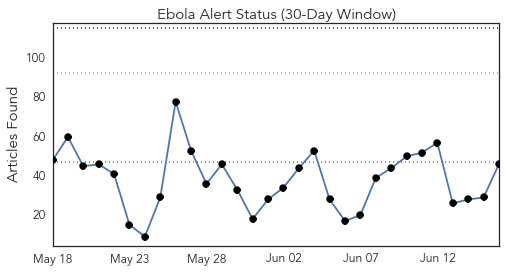 Ebola Alert Status (30-Day Window)
Articles Found
100
80
60
40
20
May 18 May 23 May 28 Jun 02 Jun 07 Jun 12